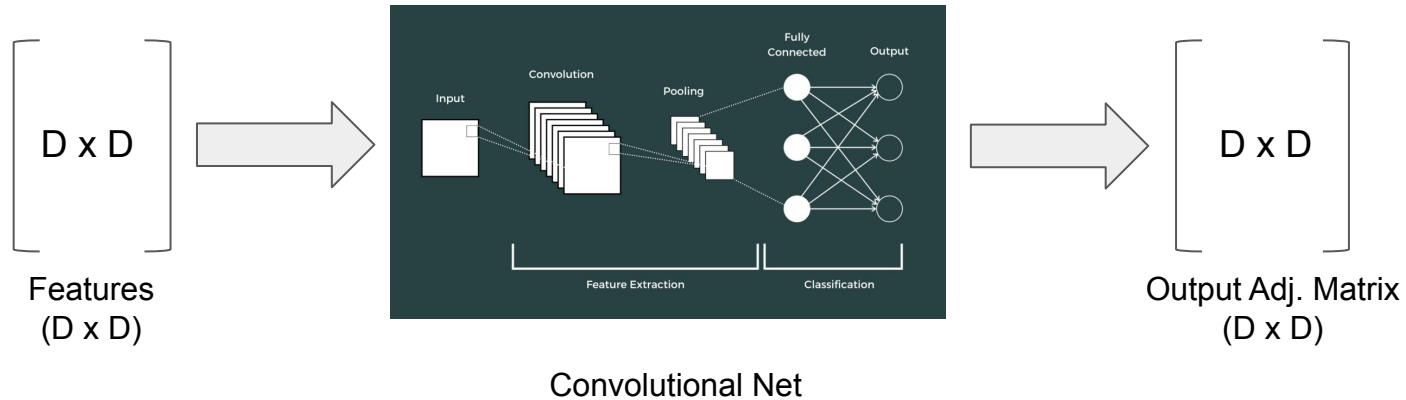 D x D
Features
(D x D)
Input
Convolution
Pooling
Fully
Connected
Output
Feature Extraction
Classification
Convolutional Net
D x D
Output Adj. Matrix
(D x D)